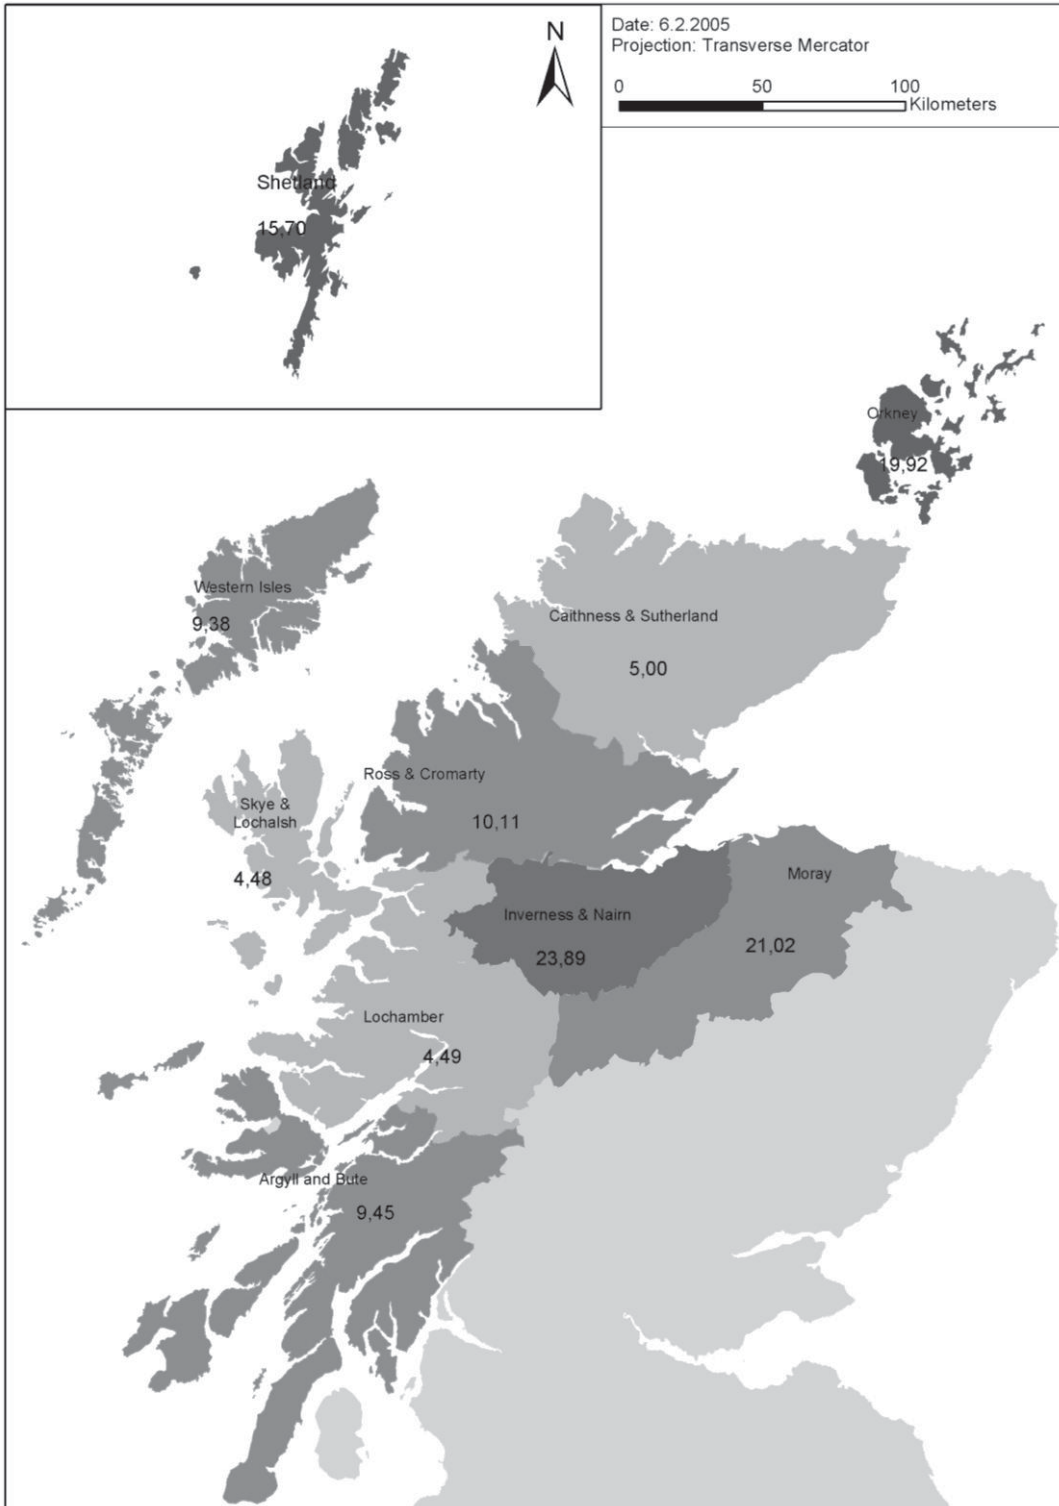 N
Date: 6.2.2005
Projection: Transverse Mercator
0 50 100
Kilometers
Shetland
15,70
Orkney
19,92
Western Isles
9,38
Caithness & Sutherland
5,00
Ross & Cromarty
10,11
Skye &
Lochalsh
4,48
Moray
21,02
Inverness & Nairn
23,89
Lochamber
4,49
Argyll and Bute
9,45